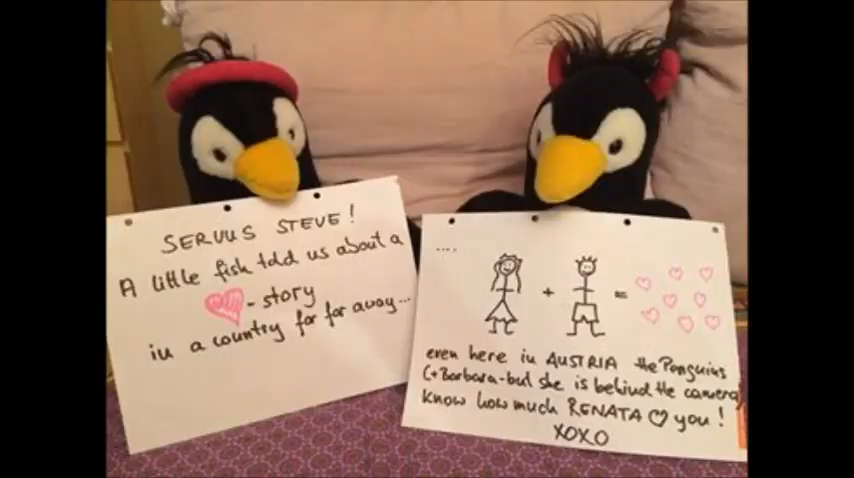 SERVUS STEVE!
A little fish told us about a
-story
in a country far far away...
....
+ =
even here in AUSTRIA the Penguins
(+Barbara-but she is behind the camera)
know how much RENATA ♡ you!
XOXO